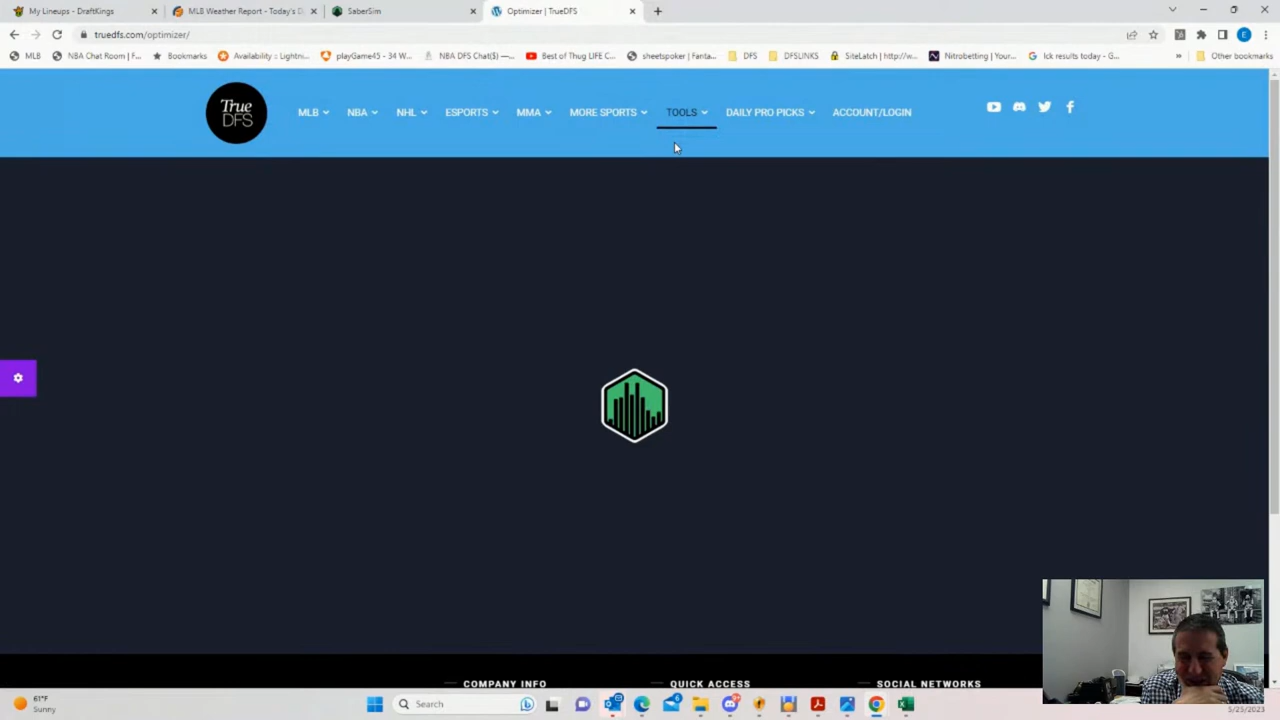 My Lineups - DraftKings
MLB Weather Report - Today's D
SaberSim
Optimizer | TrueDFS
truedfs.com/optimizer/
MLB
NBA Chat Room | F...
Bookmarks
Availability :: Lightni...
playGame45 - 34 W...
NBA DFS Chat($) —...
Best of Thug LIFE C...
sheetspoker | Fanta...
DFS
DFSLINKS
SiteLatch | http://w...
Nitrobetting | Your...
Ick results today - G...
»
Other bookmarks
True
DFS
MLB
NBA
NHL
ESPORTS
MMA
MORE SPORTS
TOOLS
DAILY PRO PICKS
ACCOUNT/LOGIN
COMPANY INFO
QUICK ACCESS
SOCIAL NETWORKS
61°F
Sunny
Search
5/25/2023